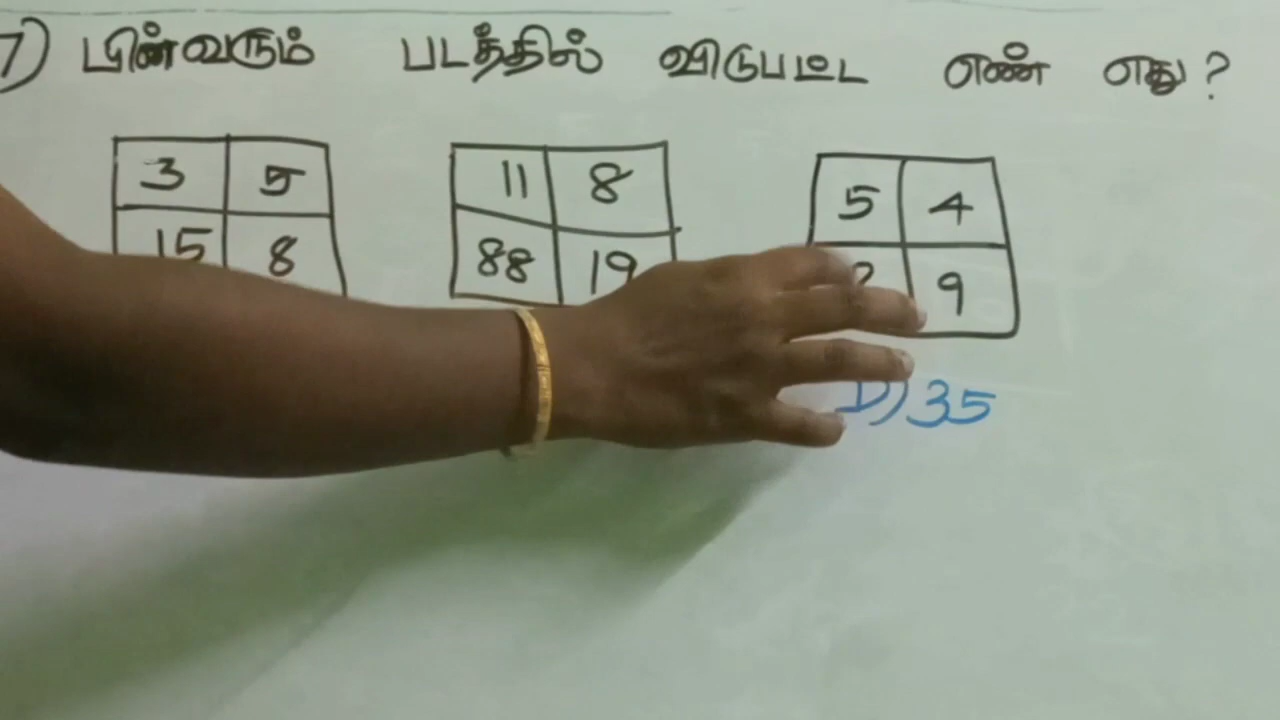 7) பின்வரும் படத்தில் விடுபட்ட எண் எது?
3 5 11 8 5 4
15 8 88 19 ? 9
D) 35